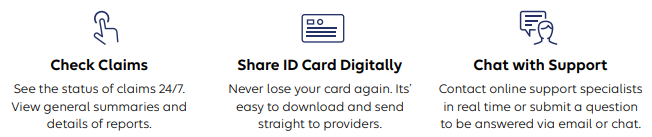 Check Claims
See the status of claims 24/7.
View general summaries and
details of reports.
Share ID Card Digitally
Never lose your card again. Its’
easy to download and send
straight to providers.
Chat with Support
Contact online support specialists
in real time or submit a question
to be answered via email or chat.